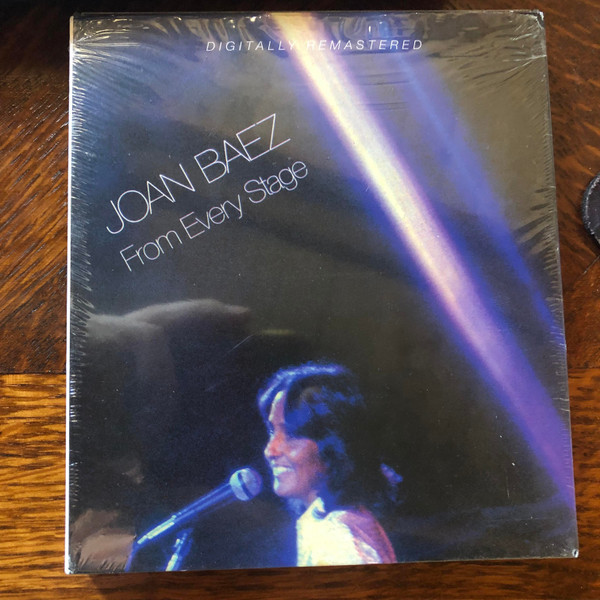 DIGITALLY REMASTERED
JOAN BAEZ
From Every Stage